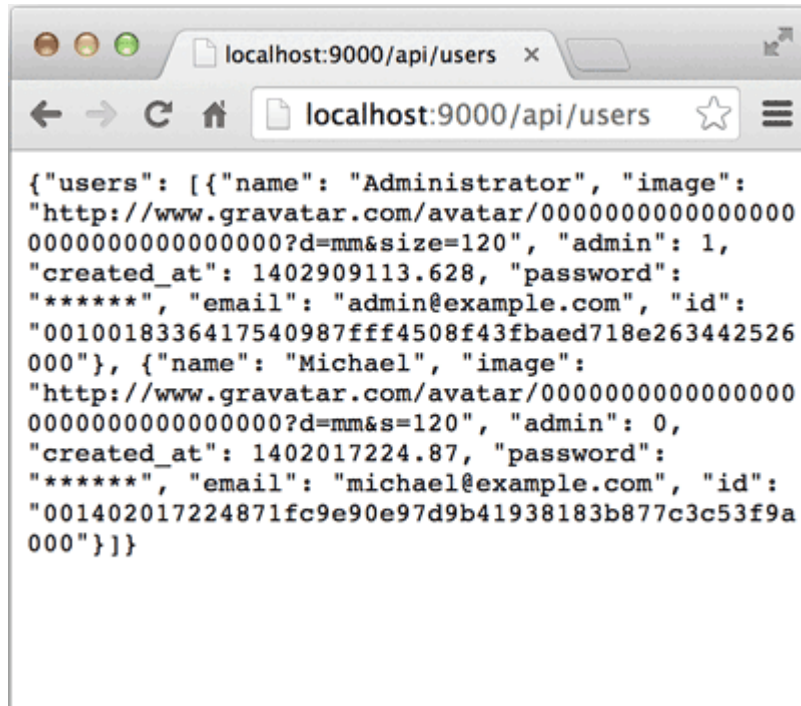 localhost:9000/api/users
localhost:9000/api/users
{"users": [{"name": "Administrator", "image":
"http://www.gravatar.com/avatar/0000000000000000
0000000000000000?d=mm&size=120", "admin": 1,
"created_at": 1402909113.628, "password":
"******", "email": "admin@example.com", "id":
"0010018336417540987fff4508f43fbaed718e263442526
000"}, {"name": "Michael", "image":
"http://www.gravatar.com/avatar/0000000000000000
0000000000000000?d=mm&s=120", "admin": 0,
"created_at": 1402017224.87, "password":
"******", "email": "michael@example.com", "id":
"001402017224871fc9e90e97d9b41938183b877c3c53f9a
000"}]}